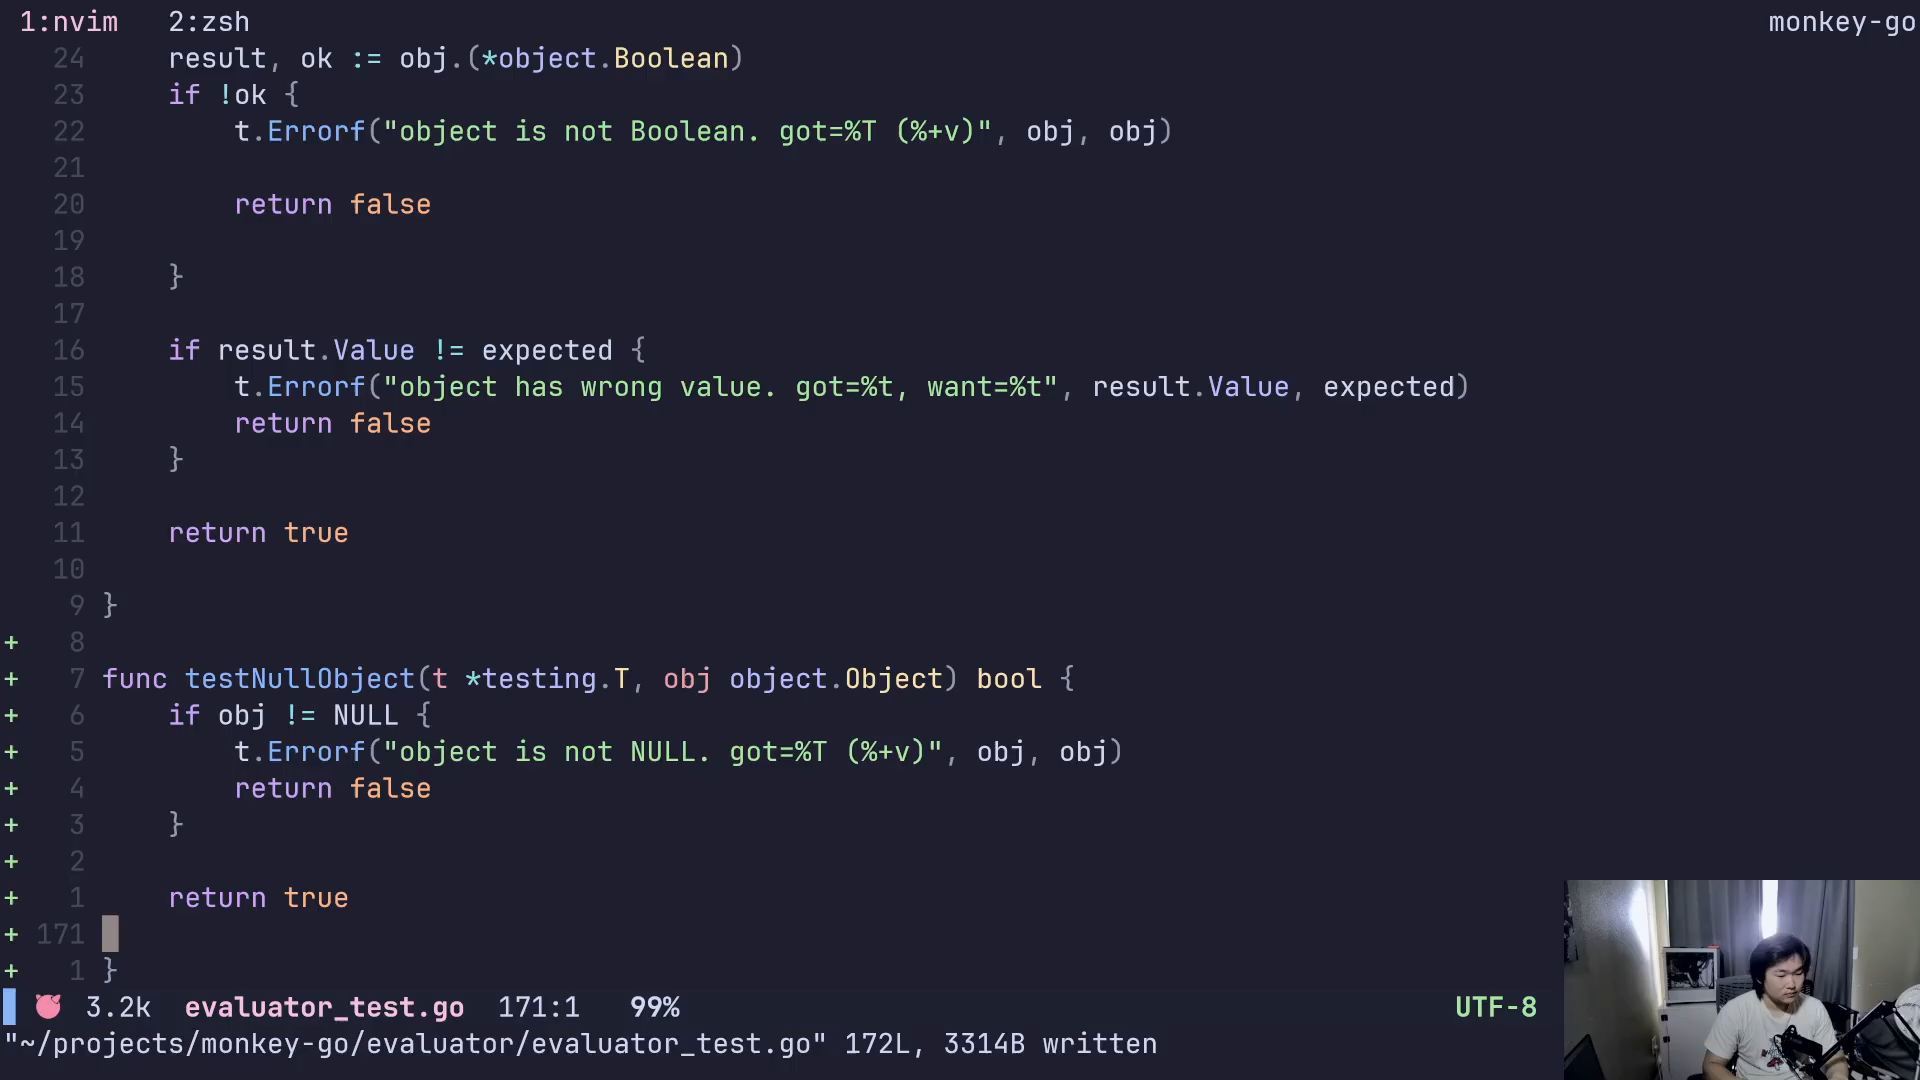 1:nvim 2:zsh monkey-go
24 result, ok := obj.(*object.Boolean)
23 if !ok {
22 t.Errorf("object is not Boolean. got=%T (%+v)", obj, obj)
21
20 return false
19
18 }
17
16 if result.Value != expected {
15 t.Errorf("object has wrong value. got=%t, want=%t", result.Value, expected)
14 return false
13 }
12
11 return true
10
9 }
+ 8
+ 7 func testNullObject(t *testing.T, obj object.Object) bool {
+ 6 if obj != NULL {
+ 5 t.Errorf("object is not NULL. got=%T (%+v)", obj, obj)
+ 4 return false
+ 3 }
+ 2
+ 1 return true
+ 171
+ 1 }
3.2k evaluator_test.go 171:1 99% UTF-8
"~/projects/monkey-go/evaluator/evaluator_test.go" 172L, 3314B written